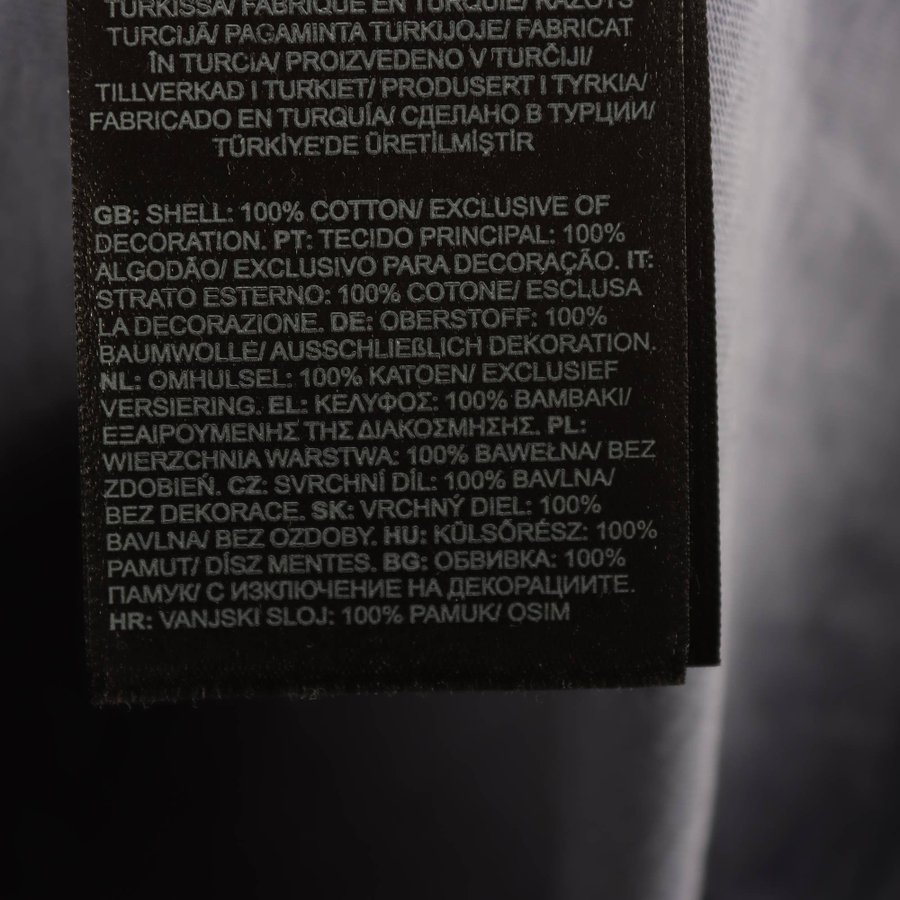 TURKISSA/ FABRIQUÉ EN TURQUIE/ RAŽOTS
TURCIJĀ/ PAGAMINTA TURKIJOJE/ FABRICAT
ÎN TURCIA/ PROIZVEDENO V TURČIJI/
TILLVERKAD I TURKIET/ PRODUSERT I TYRKIA/
FABRICADO EN TURQUÍA/ СДЕЛАНО В ТУРЦИИ/
TÜRKİYE'DE ÜRETİLMİŞTİR
GB: SHELL: 100% COTTON/ EXCLUSIVE OF
DECORATION. PT: TECIDO PRINCIPAL: 100%
ALGODÃO/ EXCLUSIVO PARA DECORAÇÃO. IT:
STRATO ESTERNO: 100% COTONE/ ESCLUSA
LA DECORAZIONE. DE: OBERSTOFF: 100%
BAUMWOLLE/ AUSSCHLIEßLICH DEKORATION.
NL: OMHULSEL: 100% KATOEN/ EXCLUSIEF
VERSIERING. EL: ΚΕΛΥΦΟΣ: 100% ΒΑΜΒΑΚΙ/
ΕΞΑΙΡΟΥΜΕΝΗΣ ΤΗΣ ΔΙΑΚΟΣΜΗΣΗΣ. PL:
WIERZCHNIA WARSTWA: 100% BAWEŁNA/ BEZ
ZDOBIEŃ. CZ: SVRCHNÍ DÍL: 100% BAVLNA/
BEZ DEKORACE. SK: VRCHNÝ DIEL: 100%
BAVLNA/ BEZ OZDOBY. HU: KÜLSŐRÉSZ: 100%
PAMUT/ DÍSZ MENTES. BG: ОБВИВКА: 100%
ПАМУК/ С ИЗКЛЮЧЕНИЕ НА ДЕКОРАЦИИТЕ.
HR: VANJSKI SLOJ: 100% PAMUK/ OSIM